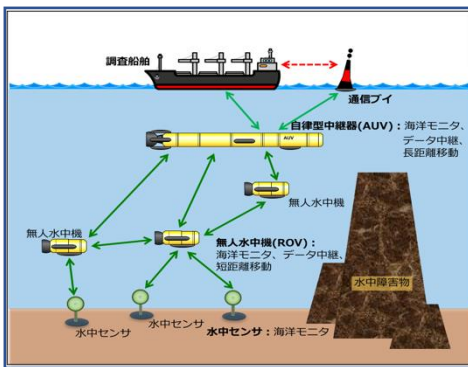 調査船舶
通信ブイ
自律型中継器(AUV)：海洋モニタ、
データ中継、
長距離移動
AUV
無人水中機
無人水中機
無人水中機(ROV)：
海洋モニタ、データ中継、
短距離移動
水中障害物
水中センサ
水中センサ
水中センサ：海洋モニタ